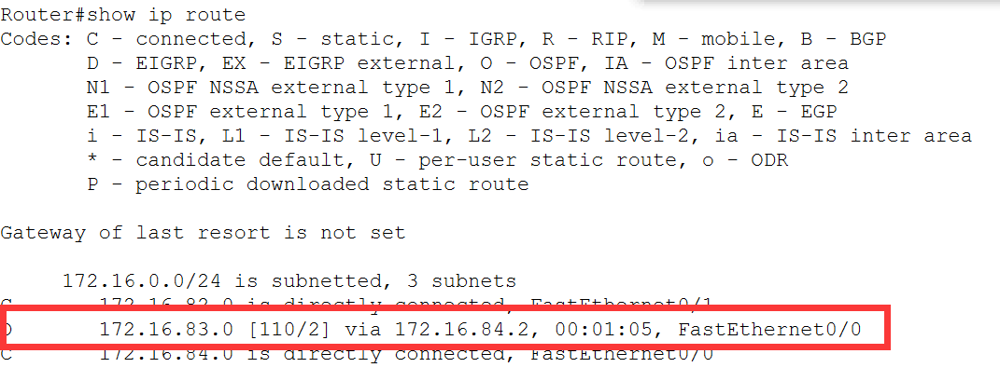 Router#show ip route
Codes: C - connected, S - static, I - IGRP, R - RIP, M - mobile, B - BGP
D - EIGRP, EX - EIGRP external, O - OSPF, IA - OSPF inter area
N1 - OSPF NSSA external type 1, N2 - OSPF NSSA external type 2
E1 - OSPF external type 1, E2 - OSPF external type 2, E - EGP
i - IS-IS, L1 - IS-IS level-1, L2 - IS-IS level-2, ia - IS-IS inter area
* - candidate default, U - per-user static route, o - ODR
P - periodic downloaded static route
Gateway of last resort is not set
172.16.0.0/24 is subnetted, 3 subnets
C 172.16.82.0 is directly connected, FastEthernet0/1
O 172.16.83.0 [110/2] via 172.16.84.2, 00:01:05, FastEthernet0/0
C 172.16.84.0 is directly connected, FastEthernet0/0